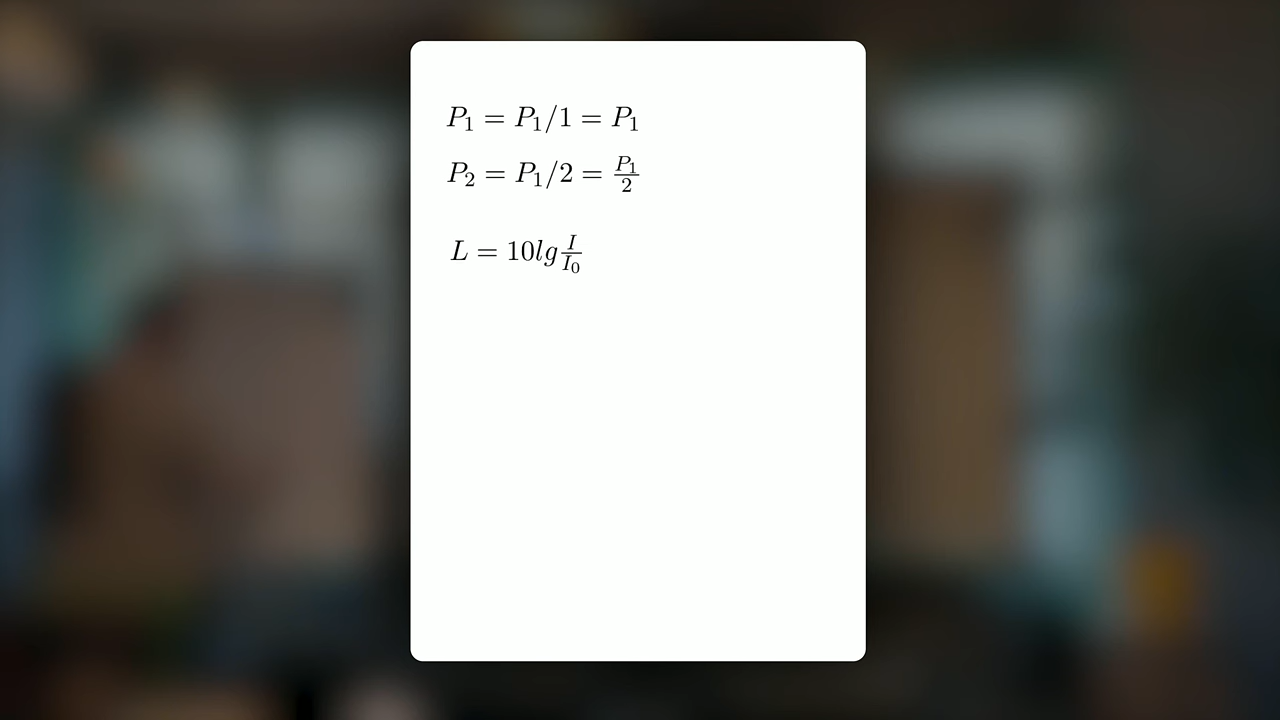 P₁ = P₁/1 = P₁
P₂ = P₁/2 = P₁/2
L = 10lg I/I₀